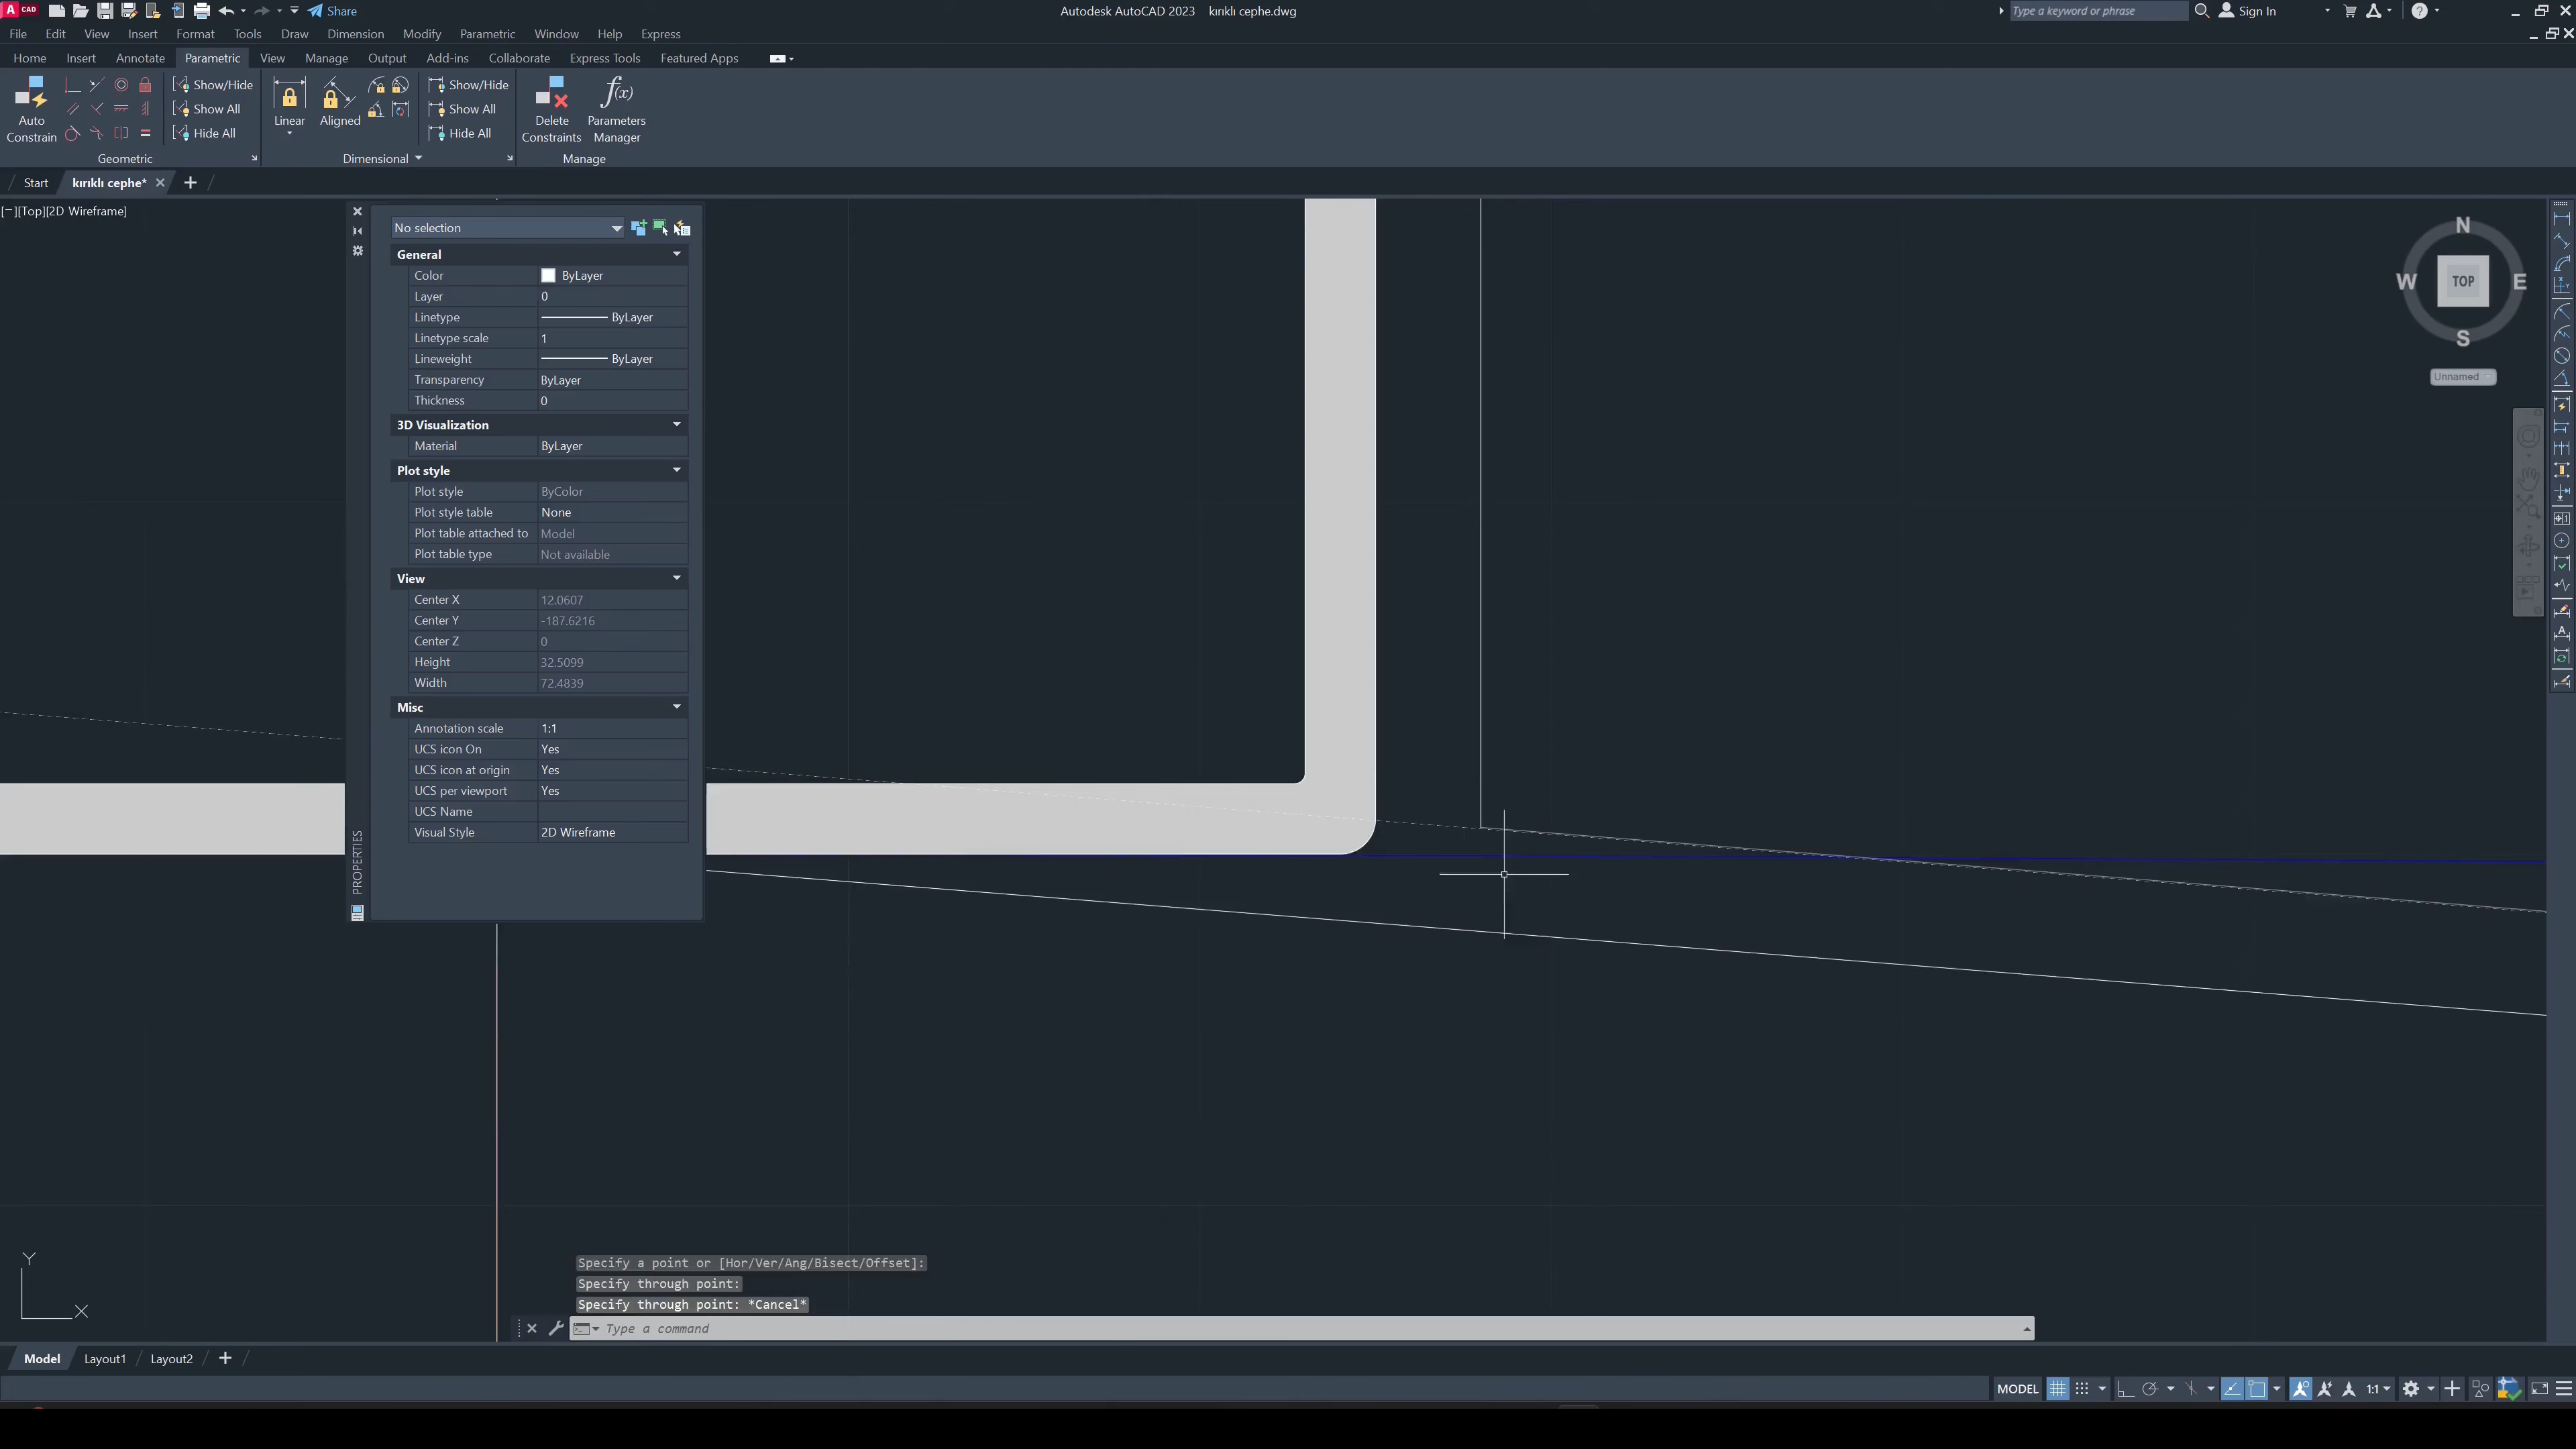 CAD
Share
Autodesk AutoCAD 2023 kırıklı cephe.dwg
Type a keyword or phrase
Sign In
File Edit View Insert Format Tools Draw Dimension Modify Parametric Window Help Express
Home Insert Annotate Parametric View Manage Output Add-ins Collaborate Express Tools Featured Apps
Auto Constrain
Show/Hide
Show All
Hide All
Geometric
Linear
Aligned
Show/Hide
Show All
Hide All
Dimensional
Delete Constraints
f(x)
Parameters Manager
Manage
Start
kırıklı cephe*
[−][Top][2D Wireframe]
No selection
General
Color ByLayer
Layer 0
Linetype ByLayer
Linetype scale 1
Lineweight ByLayer
Transparency ByLayer
Thickness 0
3D Visualization
Material ByLayer
Plot style
Plot style ByColor
Plot style table None
Plot table attached to Model
Plot table type Not available
View
Center X 12.0607
Center Y -187.6216
Center Z 0
Height 32.5099
Width 72.4839
Misc
Annotation scale 1:1
UCS icon On Yes
UCS icon at origin Yes
UCS per viewport Yes
UCS Name
Visual Style 2D Wireframe
PROPERTIES
N
W TOP E
S
Unnamed
Y
X
Specify a point or [Hor/Ver/Ang/Bisect/Offset]:
Specify through point:
Specify through point: *Cancel*
Type a command
Model Layout1 Layout2
MODEL
1:1